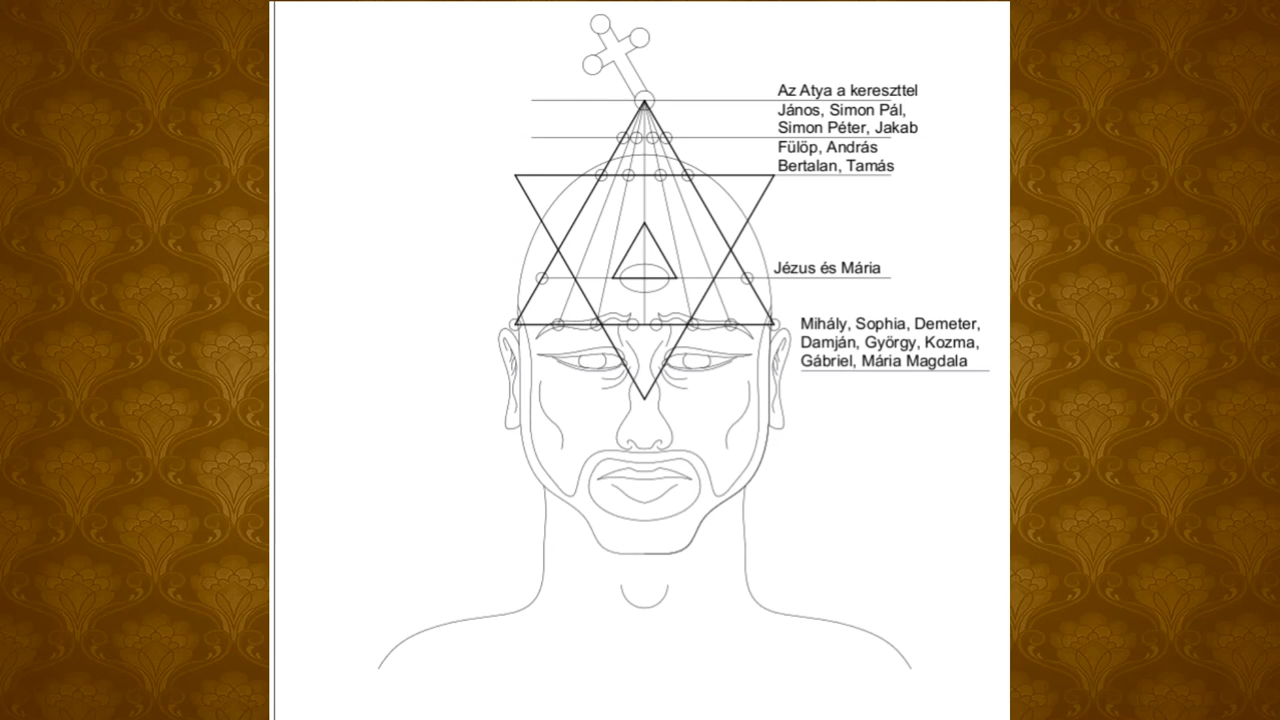 Az Atya a kereszttel
János, Simon Pál,
Simon Péter, Jakab
Fülöp, András
Bertalan, Tamás
Jézus és Mária
Mihály, Sophia, Demeter,
Damján, György, Kozma,
Gábriel, Mária Magdala